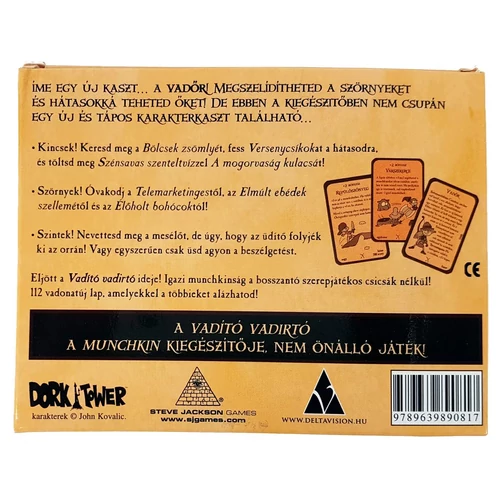 ÍME EGY ÚJ KASZT... A VADŐR! MEGSZELIDÍTHETED A SZÖRNYEKET
ÉS HÁTASOKKÁ TEHETED ŐKET! DE EBBEN A KIEGÉSZÍTŐBEN NEM CSUPÁN
EGY ÚJ ÉS TÁPOS KARAKTERKASZT TALÁLHATÓ...
• Kincsek! Keresd meg a Bölcsek zsömlyét, fess Versenycsíkokat a hátasodra,
és töltsd meg Szénsavas szenteltvízzel A mogorvaság kulacsát!
• Szörnyek! Óvakodj a Telemarketingestől, az Elmúlt ebédek
szellemétől és az Élőholt bohócoktól!
• Szintek! Nevettesd meg a mesélőt, de úgy, hogy az üdítő folyjék
ki az orrán! Vagy egyszerűen csak üsd agyon a beszélgetést.
Eljött a Vadító vadirtó ideje! Igazi munchkinság a bosszantó szerepjátékos csicsák nélkül!
112 vadonatúj lap, amelyekkel a többieket alázhatod!
A VADÍTÓ VADIRTÓ
A MUNCHKIN KIEGÉSZÍTŐJE, NEM ÖNÁLLÓ JÁTÉK!
CE
DORK TOWER
karakterek © John Kovalic.
STEVE JACKSON GAMES
www.sjgames.com
WWW.DELTAVISION.HU
9789639890817